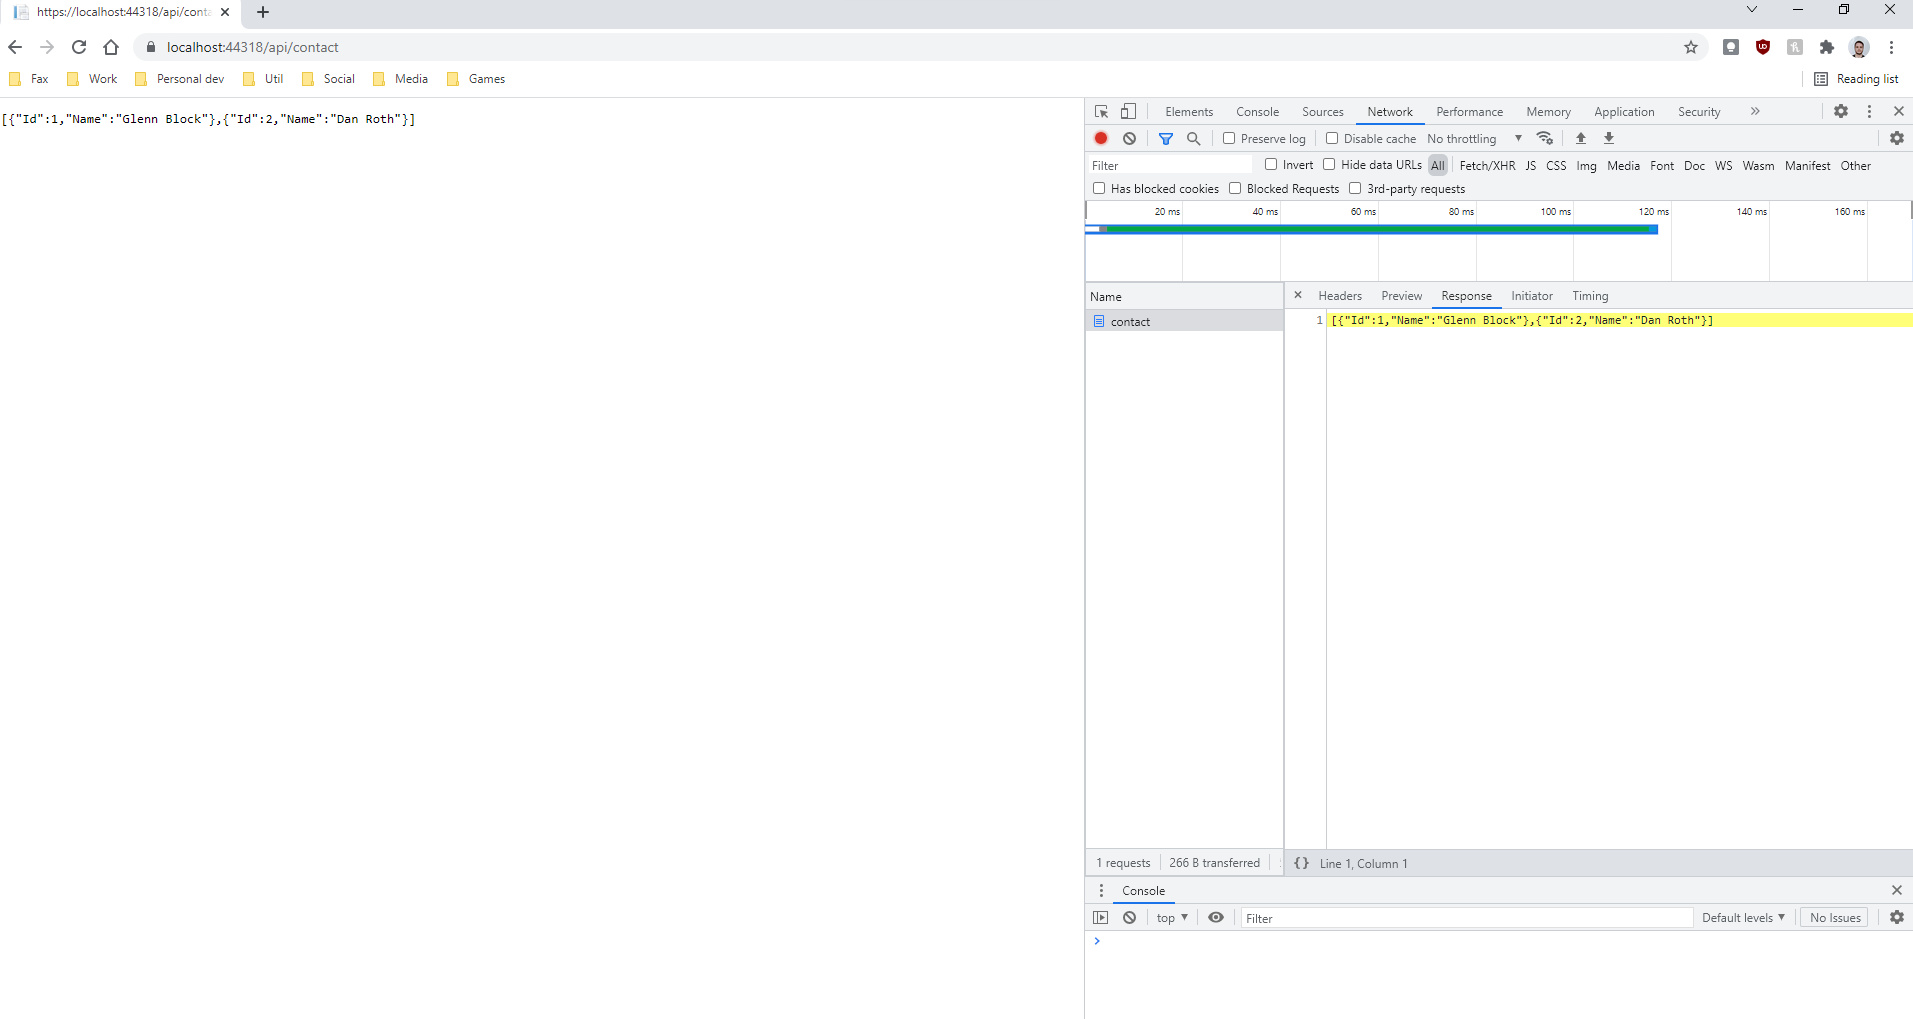 https://localhost:44318/api/conta
localhost:44318/api/contact
Fax Work Personal dev Util Social Media Games Reading list
[{"Id":1,"Name":"Glenn Block"},{"Id":2,"Name":"Dan Roth"}]
Elements Console Sources Network Performance Memory Application Security
Preserve log Disable cache No throttling
Filter Invert Hide data URLs All Fetch/XHR JS CSS Img Media Font Doc WS Wasm Manifest Other
Has blocked cookies Blocked Requests 3rd-party requests
20 ms 40 ms 60 ms 80 ms 100 ms 120 ms 140 ms 160 ms
Name Headers Preview Response Initiator Timing
contact 1 [{"Id":1,"Name":"Glenn Block"},{"Id":2,"Name":"Dan Roth"}]
1 requests 266 B transferred {} Line 1, Column 1
Console
top Filter Default levels No Issues